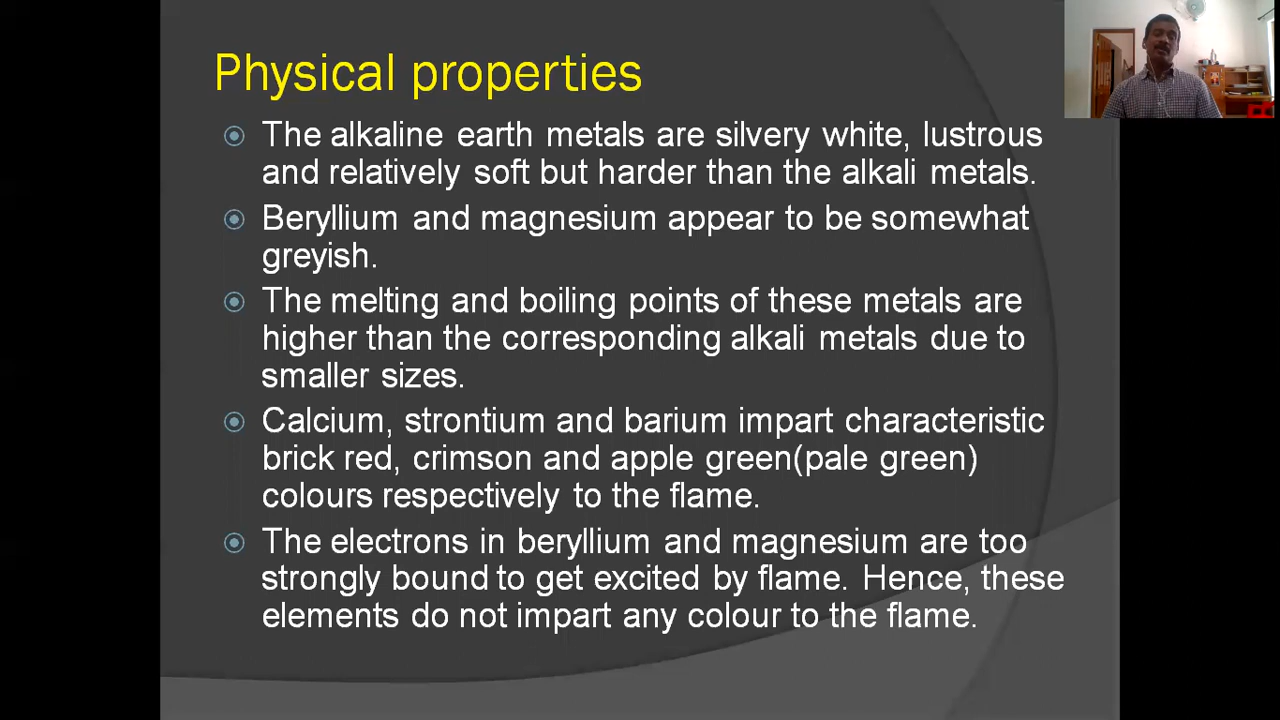 Physical properties
The alkaline earth metals are silvery white, lustrous
and relatively soft but harder than the alkali metals.
Beryllium and magnesium appear to be somewhat
greyish.
The melting and boiling points of these metals are
higher than the corresponding alkali metals due to
smaller sizes.
Calcium, strontium and barium impart characteristic
brick red, crimson and apple green(pale green)
colours respectively to the flame.
The electrons in beryllium and magnesium are too
strongly bound to get excited by flame. Hence, these
elements do not impart any colour to the flame.